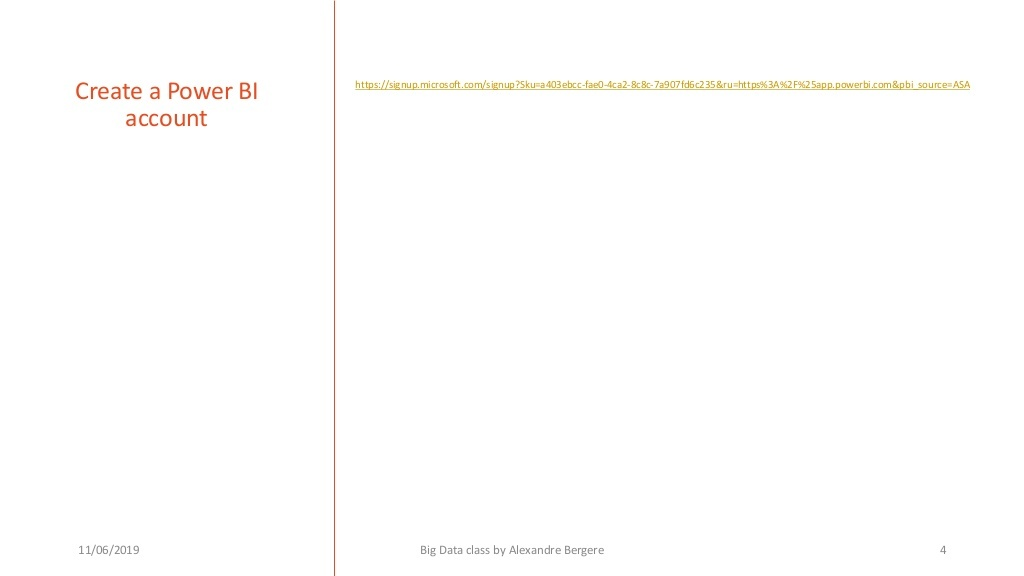 Create a Power BI
account
https://signup.microsoft.com/signup?Sku=a403ebcc-fae0-4ca2-8c8c-7a907fd6c235&ru=https%3A%2F%25app.powerbi.com&pbi_source=ASA
11/06/2019
Big Data class by Alexandre Bergere
4